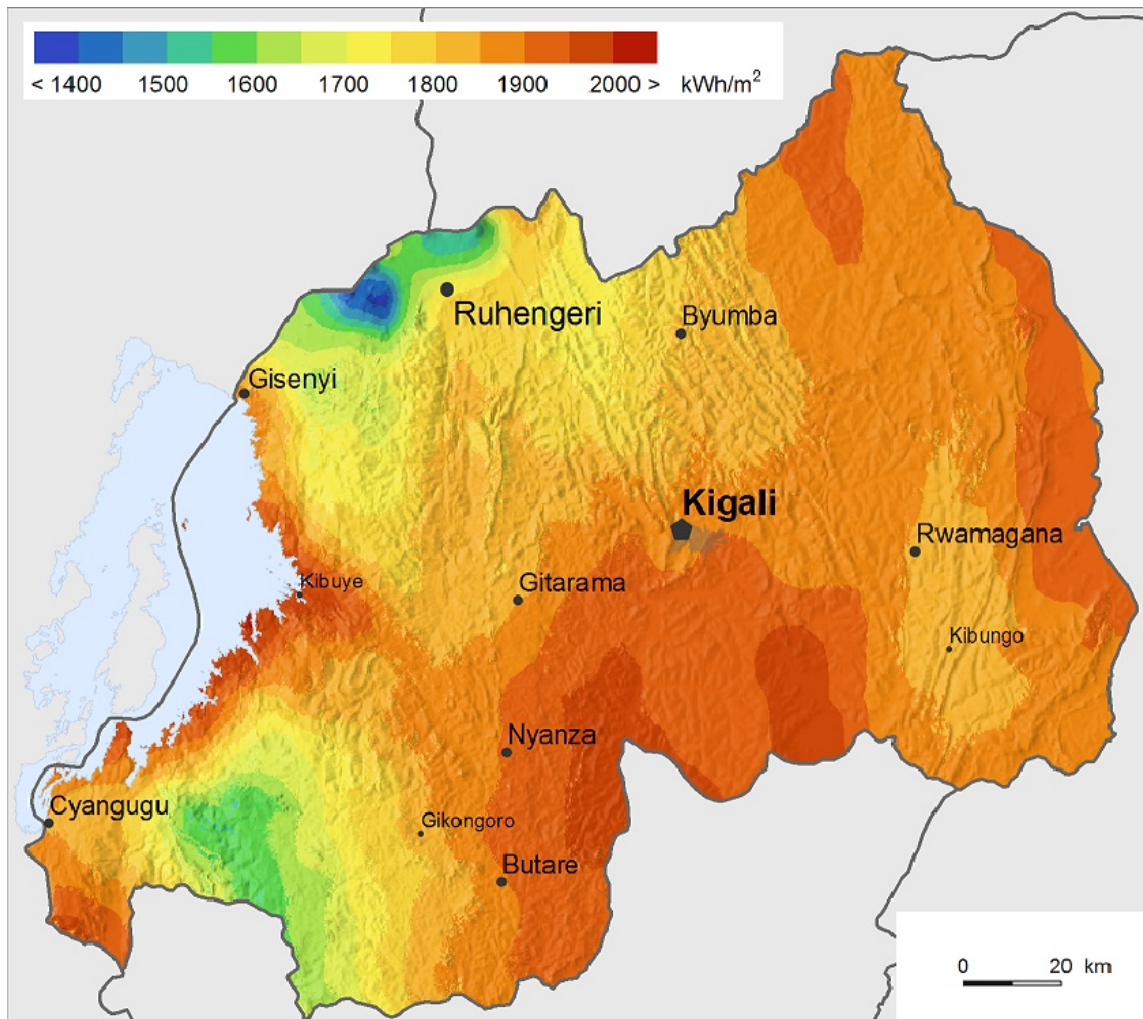 < 1400 1500 1600 1700 1800 1900 2000 > kWh/m²
Ruhengeri
Byumba
Gisenyi
Kigali
Rwamagana
Kibuye
Gitarama
Kibungo
Nyanza
Cyangugu
Gikongoro
Butare
0 20 km